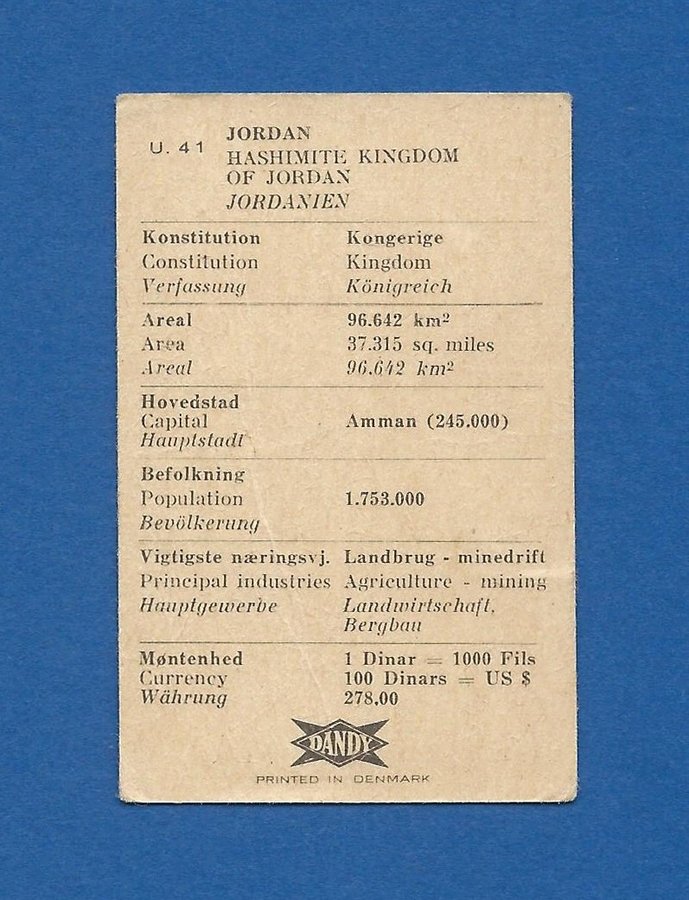 U. 41
JORDAN
HASHIMITE KINGDOM
OF JORDAN
JORDANIEN
Konstitution Kongerige
Constitution Kingdom
Verfassung Königreich
Areal 96.642 km²
Area 37.315 sq. miles
Areal 96.642 km²
Hovedstad
Capital Amman (245.000)
Hauptstadt
Befolkning
Population 1.753.000
Bevölkerung
Vigtigste næringsvj. Landbrug - minedrift
Principal industries Agriculture - mining
Hauptgewerbe Landwirtschaft,
Bergbau
Møntenhed 1 Dinar = 1000 Fils
Currency 100 Dinars = US $
Währung 278,00
DANDY
PRINTED IN DENMARK